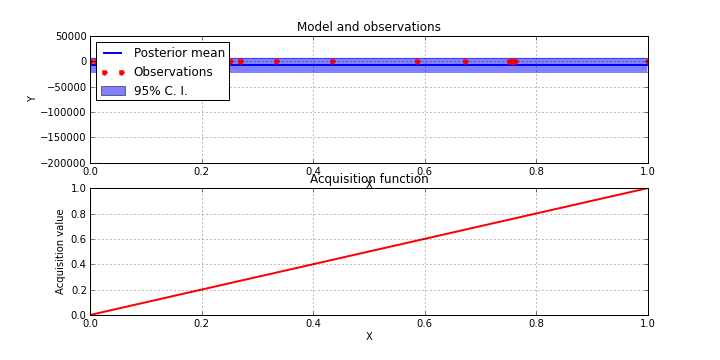 Model and observations
50000
0
−50000
−100000
−150000
−200000
Y
Posterior mean
Observations
95% C. I.
0.0 0.2 0.4 0.6 0.8 1.0
X
Acquisition function
1.0
0.8
0.6
0.4
0.2
0.0
Acquisition value
0.0 0.2 0.4 0.6 0.8 1.0
X